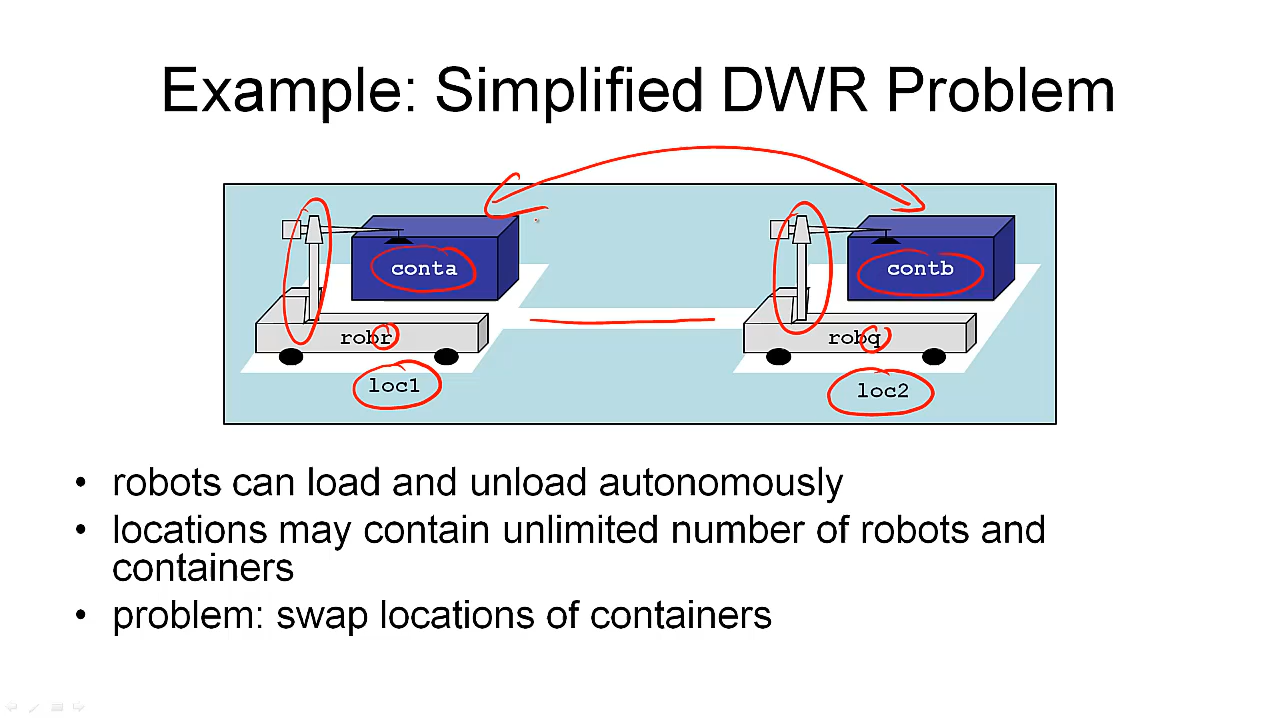 Example: Simplified DWR Problem
conta
contb
robr
robq
loc1
loc2
• robots can load and unload autonomously
• locations may contain unlimited number of robots and
containers
• problem: swap locations of containers